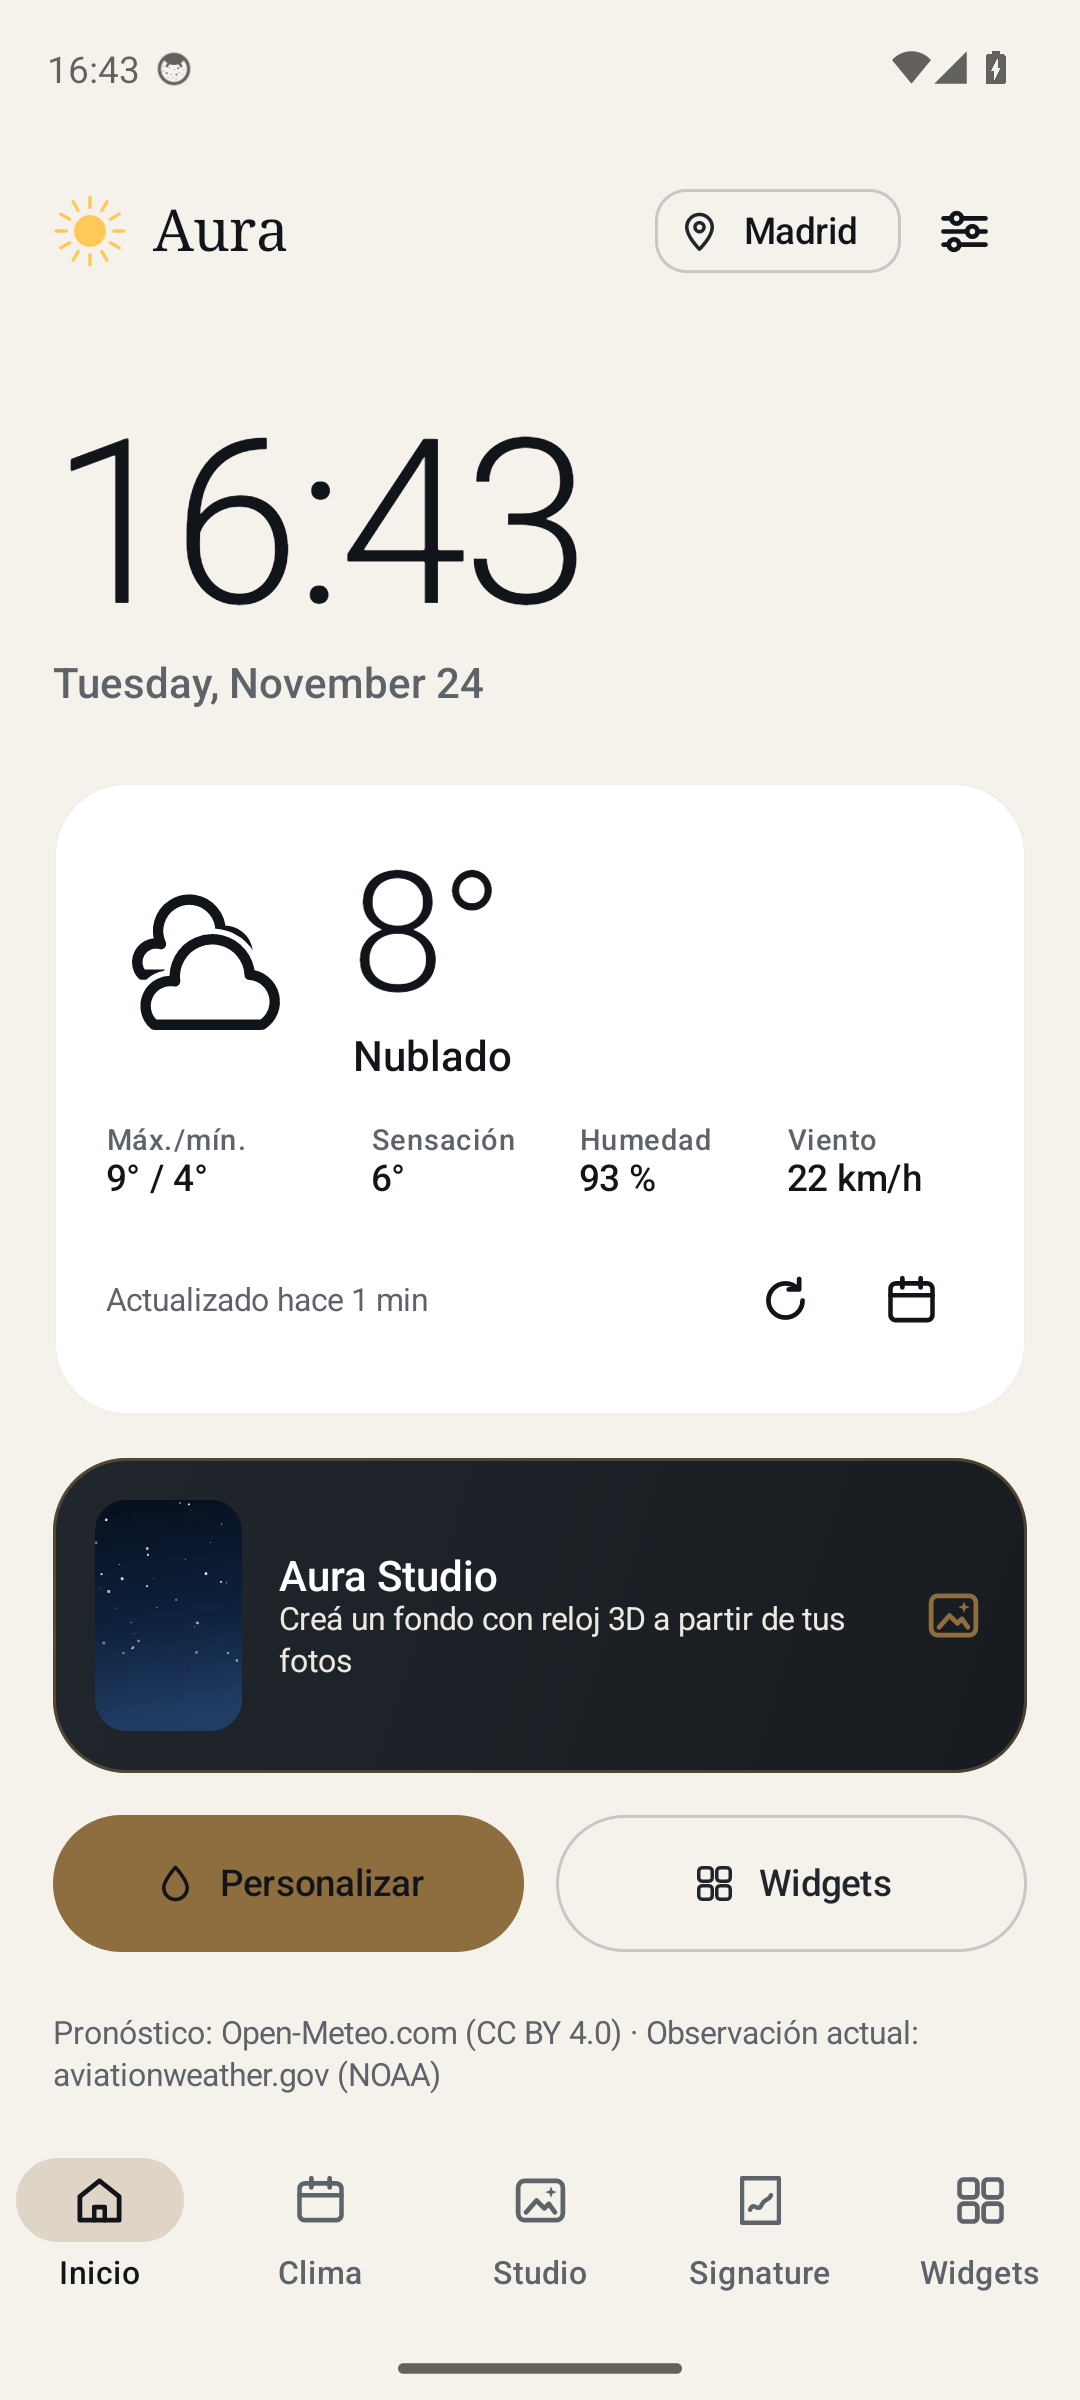 16:43
Aura
Madrid
16:43
Tuesday, November 24
8°
Nublado
Máx./mín. Sensación Humedad Viento
9° / 4° 6° 93 % 22 km/h
Actualizado hace 1 min
Aura Studio
Creá un fondo con reloj 3D a partir de tus
fotos
Personalizar
Widgets
Pronóstico: Open-Meteo.com (CC BY 4.0) · Observación actual:
aviationweather.gov (NOAA)
Inicio Clima Studio Signature Widgets